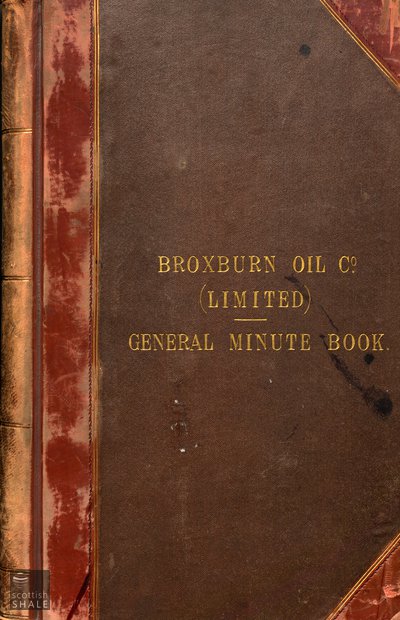 BROXBURN OIL Cº
(LIMITED)
GENERAL MINUTE BOOK.
scottish
SHALE